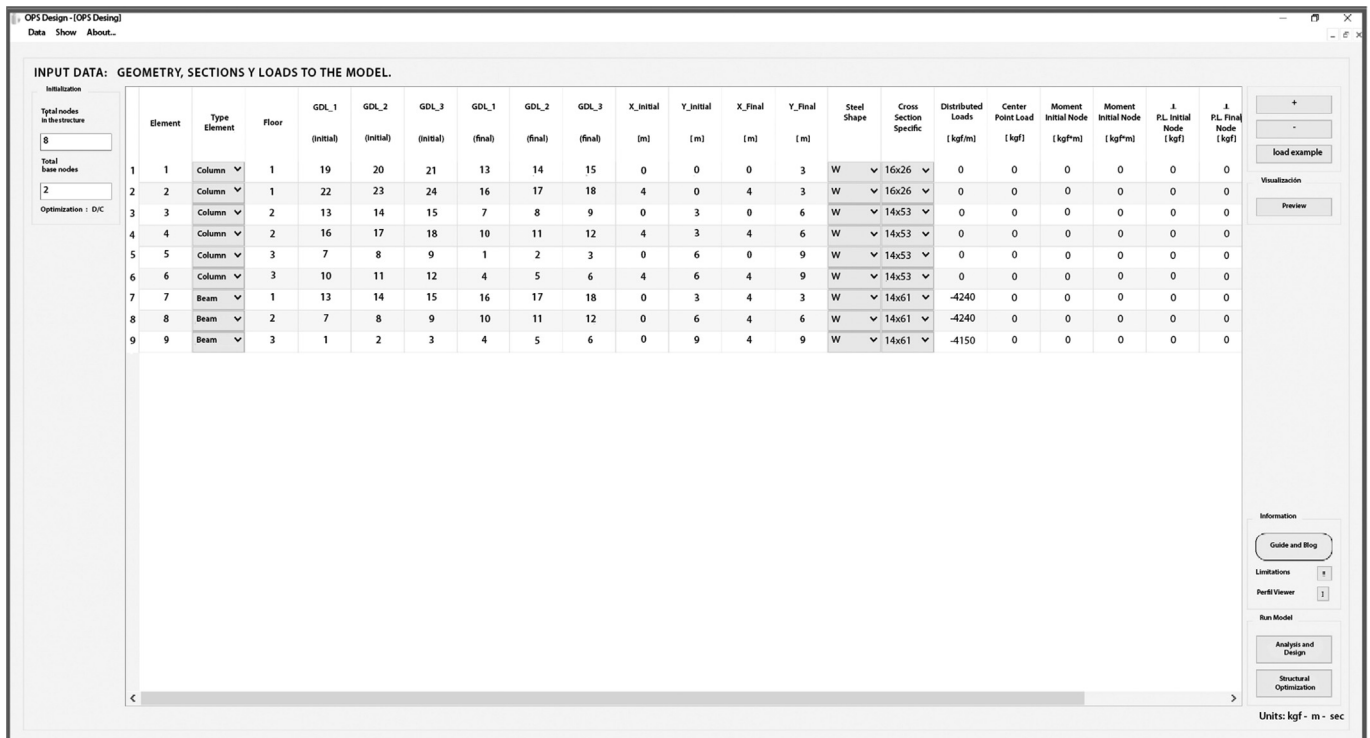 OPS Design - [OPS Desing]
Data Show About...
INPUT DATA: GEOMETRY, SECTIONS Y LOADS TO THE MODEL.
Initialization
Total nodes
in the structure
8
Total
base nodes
2
Optimization : D/C
Element Type Element Floor GDL_1 (initial) GDL_2 (initial) GDL_3 (initial) GDL_1 (final) GDL_2 (final) GDL_3 (final) X_initial [m] Y_initial [m] X_Final [m] Y_Final [m] Steel Shape Cross Section Specific Distributed Loads [kgf/m] Center Point Load [kgf] Moment Initial Node [kgf*m] Moment Initial Node [kgf*m] ⊥ P.L. Initial Node [kgf] ⊥ P.L. Final Node [kgf]
1 1 Column 1 19 20 21 13 14 15 0 0 0 3 W 16x26 0 0 0 0 0 0
2 2 Column 1 22 23 24 16 17 18 4 0 4 3 W 16x26 0 0 0 0 0 0
3 3 Column 2 13 14 15 7 8 9 0 3 0 6 W 14x53 0 0 0 0 0 0
4 4 Column 2 16 17 18 10 11 12 4 3 4 6 W 14x53 0 0 0 0 0 0
5 5 Column 3 7 8 9 1 2 3 0 6 0 9 W 14x53 0 0 0 0 0 0
6 6 Column 3 10 11 12 4 5 6 4 6 4 9 W 14x53 0 0 0 0 0 0
7 7 Beam 1 13 14 15 16 17 18 0 3 4 3 W 14x61 -4240 0 0 0 0 0
8 8 Beam 2 7 8 9 10 11 12 0 6 4 6 W 14x61 -4240 0 0 0 0 0
9 9 Beam 3 1 2 3 4 5 6 0 9 4 9 W 14x61 -4150 0 0 0 0 0
+
-
load example
Visualización
Preview
Information
Guide and Blog
Limitations
Perfil Viewer I
Run Model
Analysis and
Design
Structural
Optimization
Units: kgf - m - sec